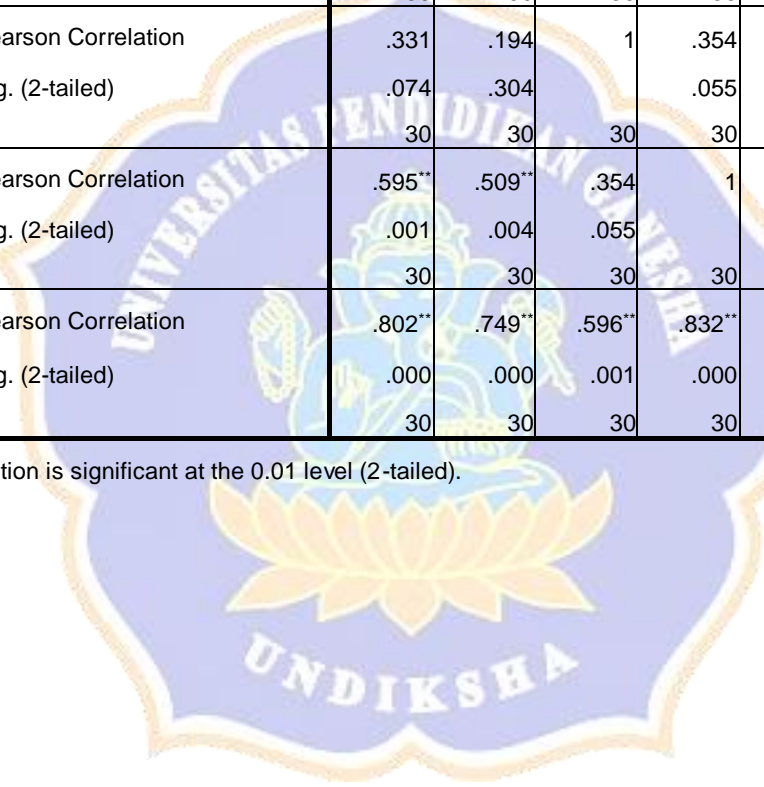 earson Correlation .331 .194 1 .354
g. (2-tailed) .074 .304 .055
30 30 30 30
earson Correlation .595** .509** .354 1
g. (2-tailed) .001 .004 .055
30 30 30 30
earson Correlation .802** .749** .596** .832**
g. (2-tailed) .000 .000 .001 .000
30 30 30 30
tion is significant at the 0.01 level (2-tailed).
UNIVERSITAS PENDIDIKAN GANESHA
UNDIKSHA